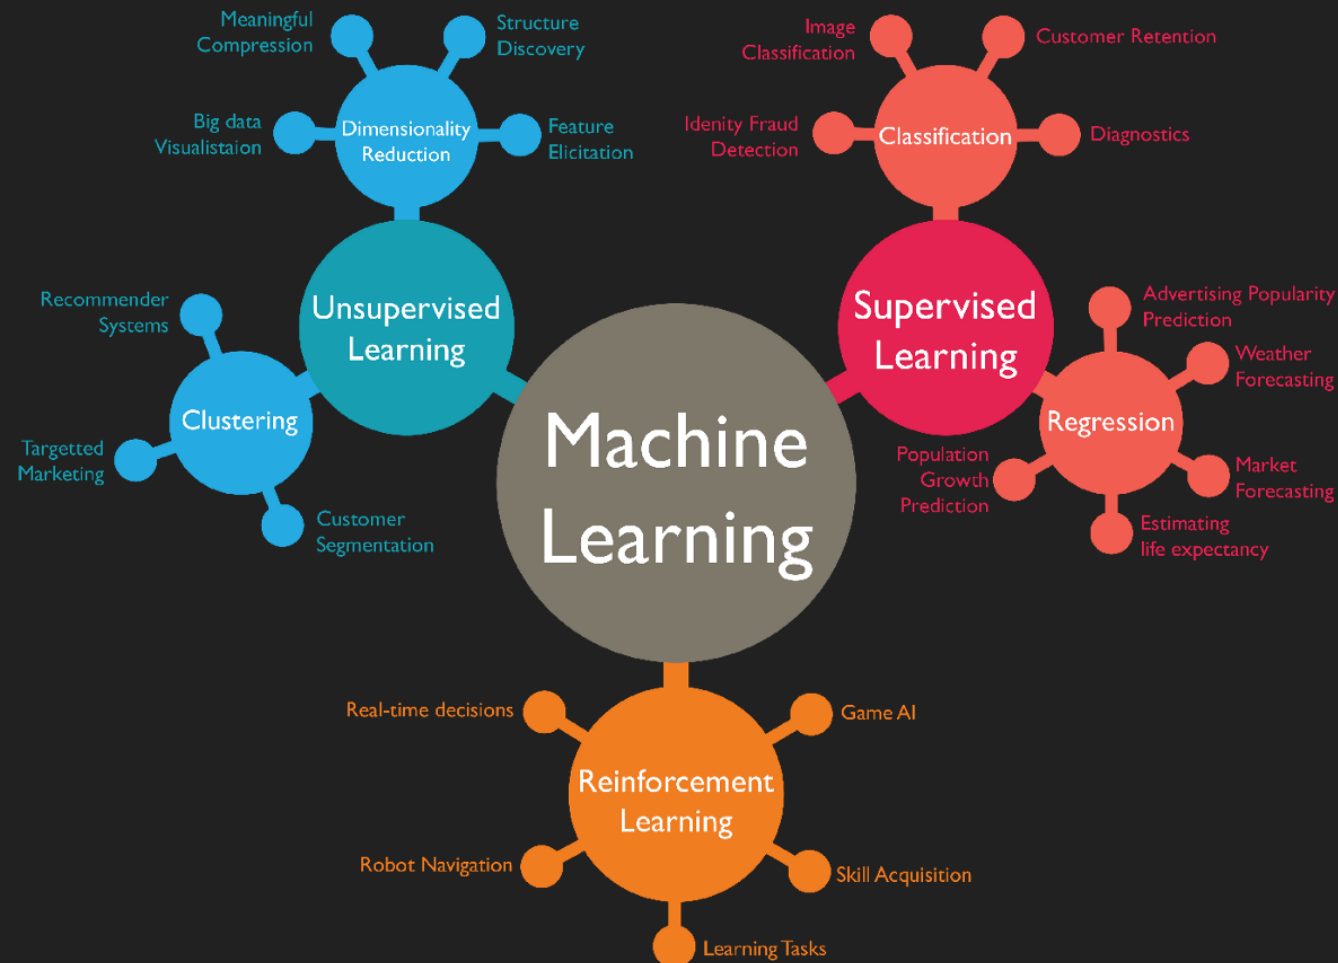 Meaningful
Compression
Structure
Discovery
Big data
Visualistaion
Dimensionality
Reduction
Feature
Elicitation
Image
Classification
Customer Retention
Idenity Fraud
Detection
Classification
Diagnostics
Unsupervised
Learning
Recommender
Systems
Clustering
Targetted
Marketing
Customer
Segmentation
Supervised
Learning
Advertising Popularity
Prediction
Weather
Forecasting
Regression
Population
Growth
Prediction
Market
Forecasting
Estimating
life expectancy
Machine
Learning
Real-time decisions
Game AI
Reinforcement
Learning
Robot Navigation
Skill Acquisition
Learning Tasks